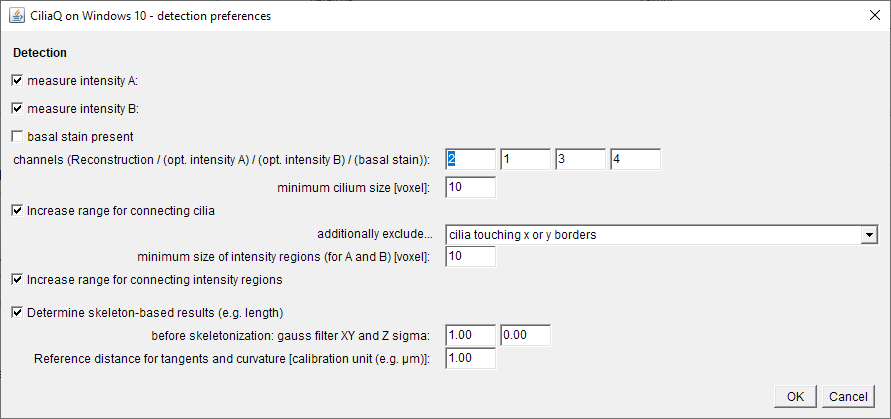 CiliaQ on Windows 10 - detection preferences
Detection
measure intensity A:
measure intensity B:
basal stain present
channels (Reconstruction / (opt. intensity A) / (opt. intensity B) / (basal stain)): 2 1 3 4
minimum cilium size [voxel]: 10
Increase range for connecting cilia
additionally exclude... cilia touching x or y borders
minimum size of intensity regions (for A and B) [voxel]: 10
Increase range for connecting intensity regions
Determine skeleton-based results (e.g. length)
before skeletonization: gauss filter XY and Z sigma: 1.00 0.00
Reference distance for tangents and curvature [calibration unit (e.g. µm)]: 1.00
OK Cancel